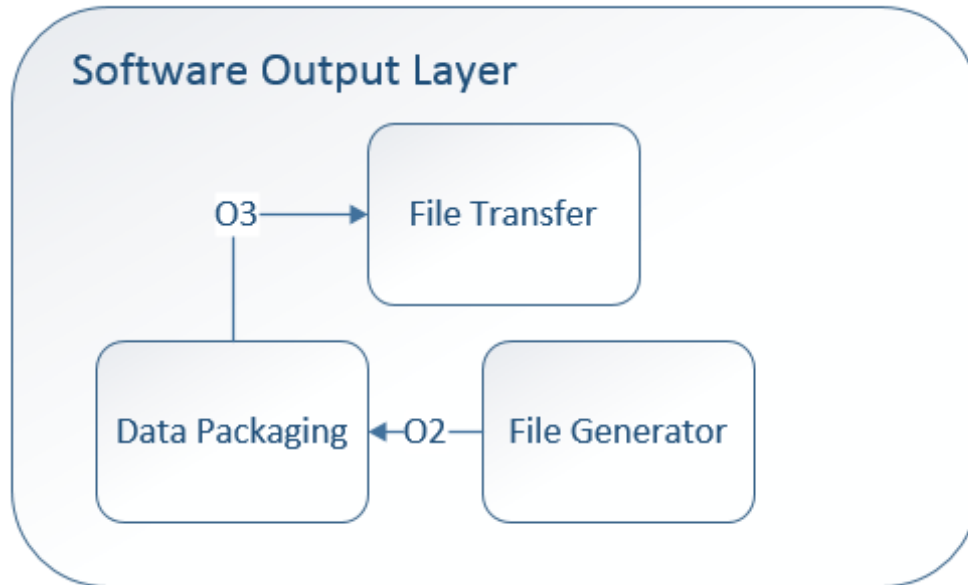 Software Output Layer
O3
File Transfer
Data Packaging
O2
File Generator